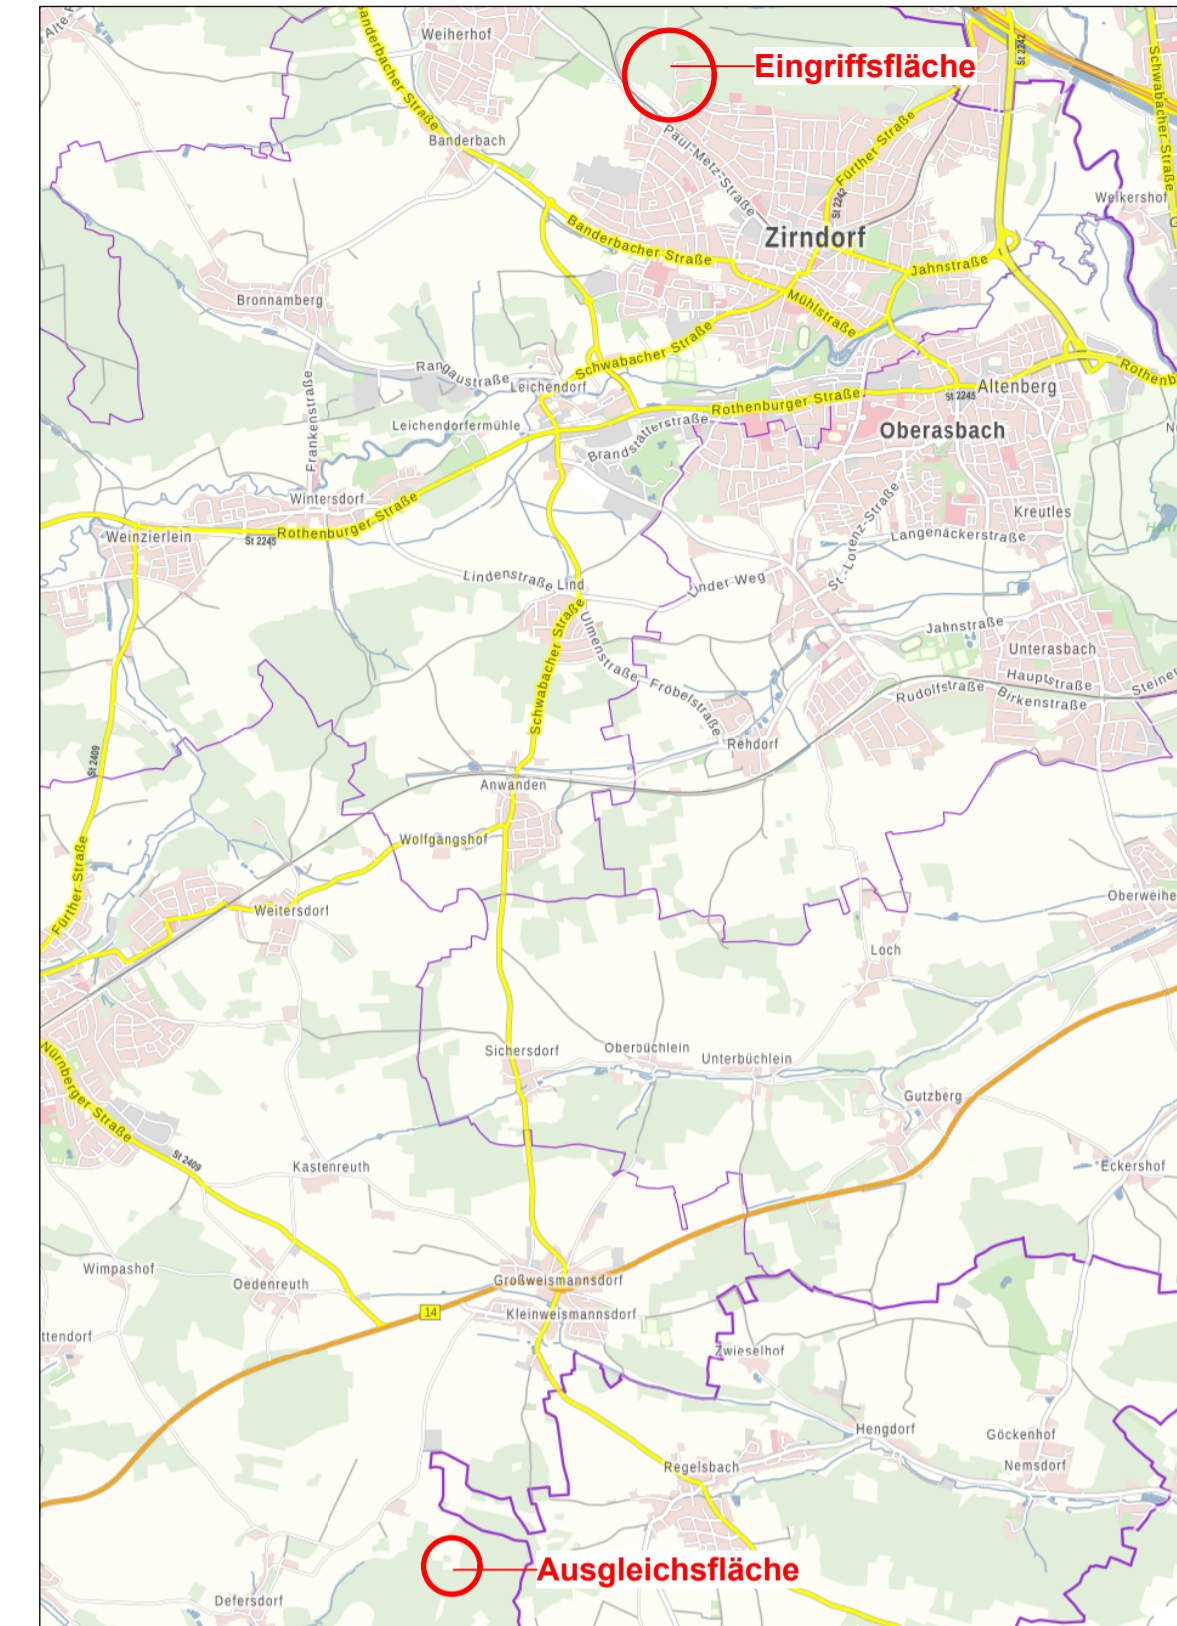 Weiherhof
St 2242
Banderbacher Straße
Eingriffsfläche
Schwabacher Straße
Banderbach
Paul-Metz-Straße
Fürther Straße
St 2242
Weikershof
Zirndorf
Banderbacher Straße
Jahnstraße
Bronnamberg
Mühlstraße
Schwabacher Straße
Rangaustraße
Leichendorf
Altenberg
St 2245
Rothenburger Straße
Frankenstraße
Leichendorfermühle
Oberasbach
Brandstätterstraße
Wintersdorf
Rothenburger Straße
Kreutles
Weinzierlein
St 2245
Langenäckerstraße
St.-Lorenz-Straße
Lindenstraße
Lind
Linder Weg
Jahnstraße
Ulmenstraße
Unterasbach
Schwabacher Straße
Hauptstraße
Fröbelstraße
Rudolfstraße
Birkenstraße
Steiner
Rehdorf
St 2409
Anwanden
Wolfgangshof
Fürther Straße
Oberweihe
Weitersdorf
Loch
Sichersdorf
Oberbüchlein
Unterbüchlein
Nürnberger Straße
Gutzberg
St 2409
Kastenreuth
Eckershof
Wimpashof
Oedenreuth
Großweismannsdorf
14
Kleinweismannsdorf
ttendorf
Zwieselhof
Hengdorf
Göckenhof
Regelsbach
Nemsdorf
Ausgleichsfläche
Defersdorf